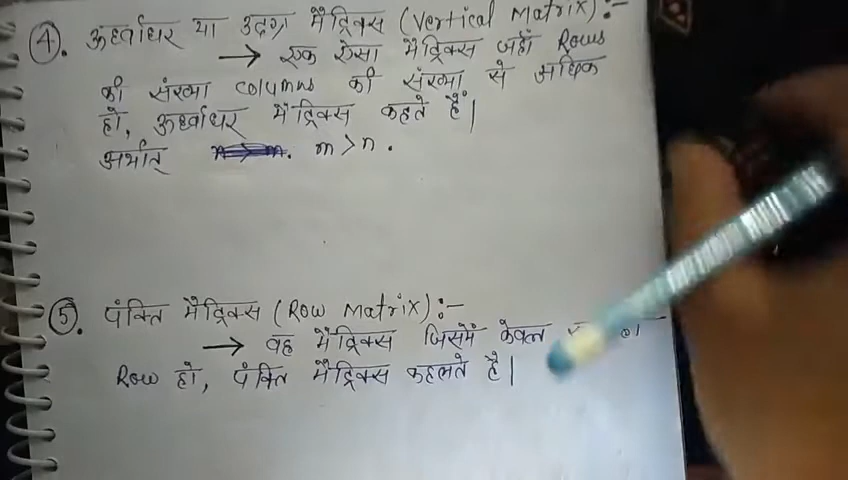 ④. ऊर्ध्वाधर या उदग्र मैट्रिक्स (Vertical Matrix):-
→ एक ऐसा मैट्रिक्स जहाँ Rows
की संख्या columns की संख्या से अधिक
हो, ऊर्ध्वाधर मैट्रिक्स कहते हैं।
अर्थात् m > n.
⑤. पंक्ति मैट्रिक्स (Row Matrix):-
→ वह मैट्रिक्स जिसमें केवल
Row हो, पंक्ति मैट्रिक्स कहलते है।